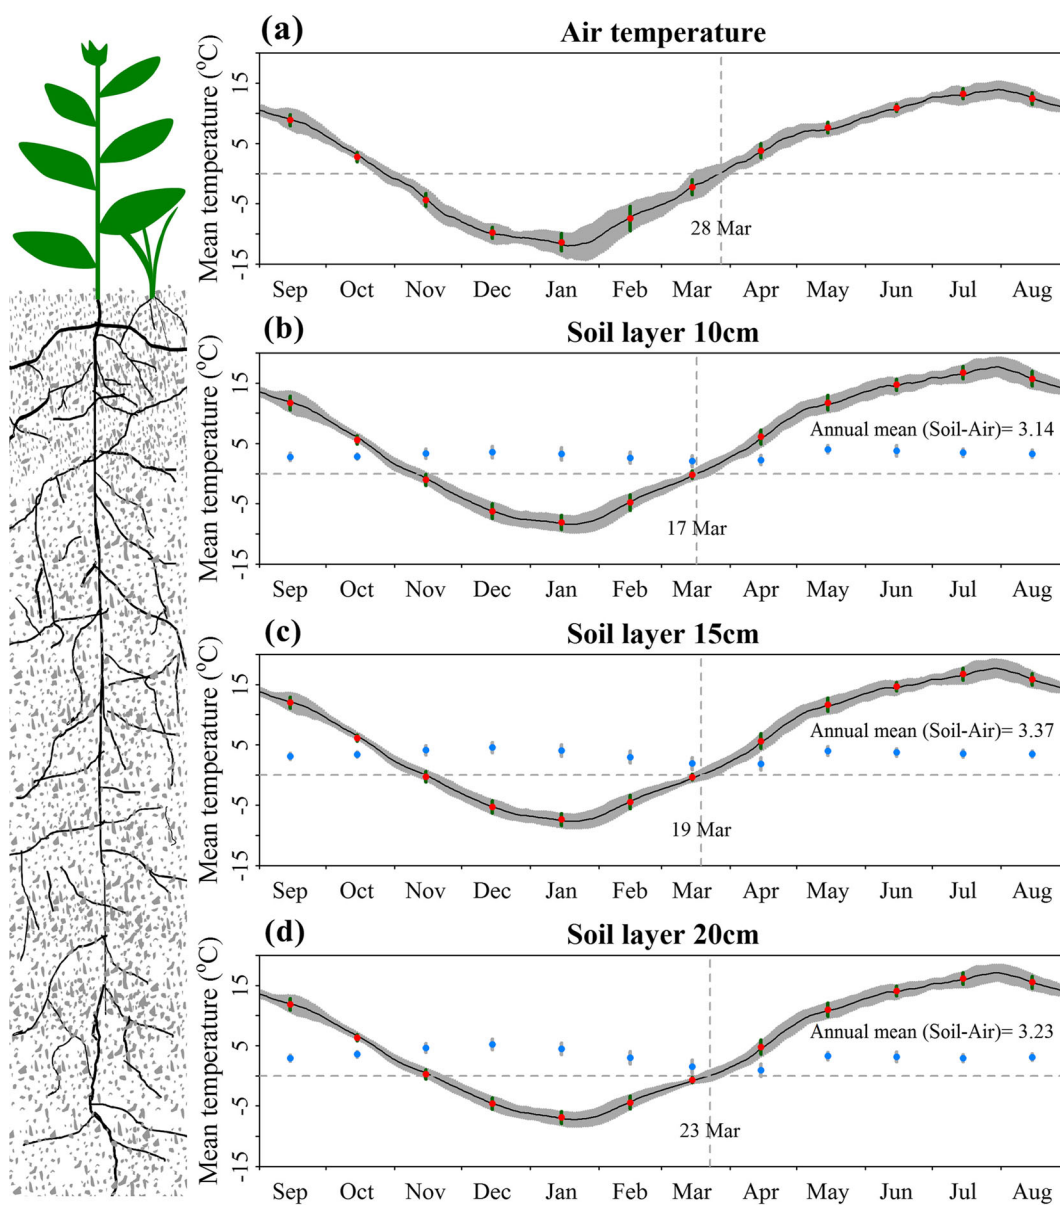 (a)
Air temperature
Mean temperature (°C)
15
5
-5
-15
28 Mar
Sep Oct Nov Dec Jan Feb Mar Apr May Jun Jul Aug
(b)
Soil layer 10cm
Mean temperature (°C)
15
5
-5
-15
Annual mean (Soil-Air)= 3.14
17 Mar
Sep Oct Nov Dec Jan Feb Mar Apr May Jun Jul Aug
(c)
Soil layer 15cm
Mean temperature (°C)
15
5
-5
-15
Annual mean (Soil-Air)= 3.37
19 Mar
Sep Oct Nov Dec Jan Feb Mar Apr May Jun Jul Aug
(d)
Soil layer 20cm
Mean temperature (°C)
15
5
-5
-15
Annual mean (Soil-Air)= 3.23
23 Mar
Sep Oct Nov Dec Jan Feb Mar Apr May Jun Jul Aug